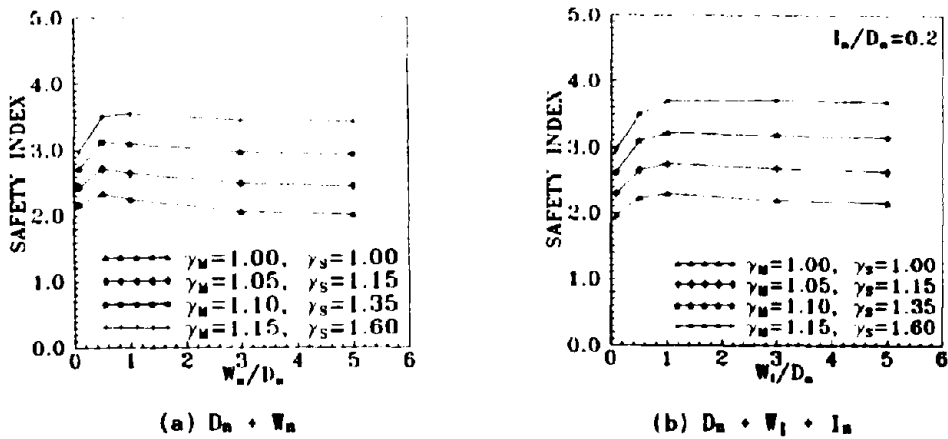 5.0
4.0
3.0
2.0
1.0
0.0
SAFETY INDEX
γM=1.00, γS=1.00
γM=1.05, γS=1.15
γM=1.10, γS=1.35
γM=1.15, γS=1.60
0 1 2 3 4 5 6
Wn/Dn
(a) Dn + Wn
5.0
4.0
3.0
2.0
1.0
0.0
SAFETY INDEX
In/Dn=0.2
γM=1.00, γS=1.00
γM=1.05, γS=1.15
γM=1.10, γS=1.35
γM=1.15, γS=1.60
0 1 2 3 4 5 6
WI/Dn
(b) Dn + WI + In